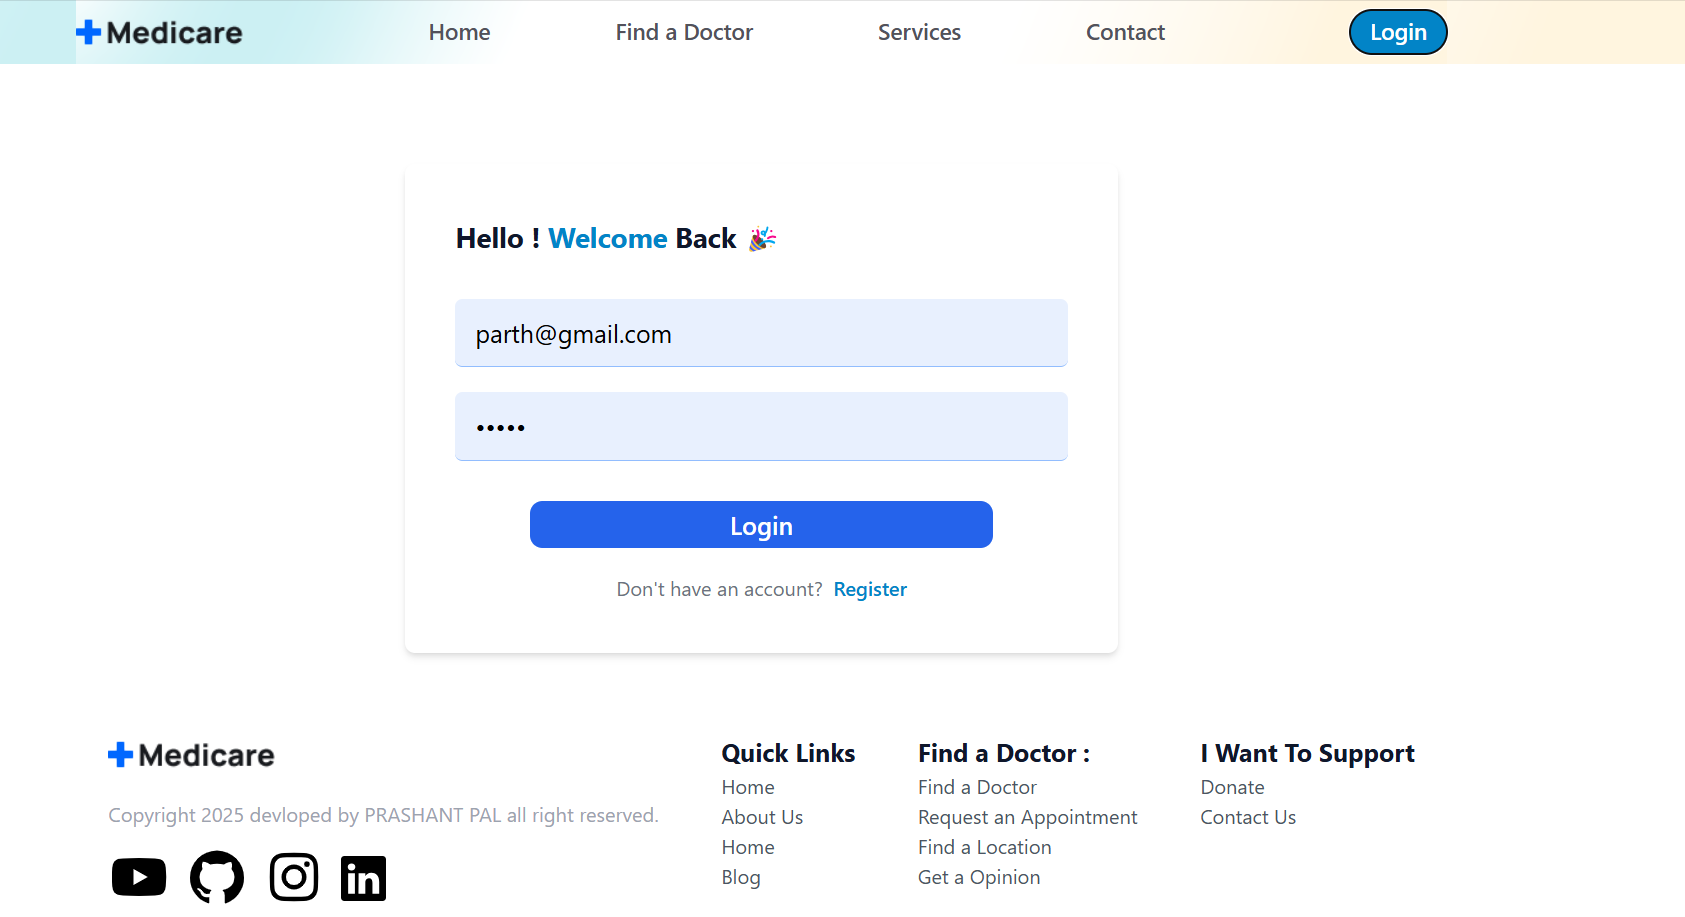 Medicare Home Find a Doctor Services Contact Login
Hello ! Welcome Back 🎉
parth@gmail.com
•••••
Login
Don't have an account? Register
Medicare
Copyright 2025 devloped by PRASHANT PAL all right reserved.
Quick Links
Home
About Us
Home
Blog
Find a Doctor :
Find a Doctor
Request an Appointment
Find a Location
Get a Opinion
I Want To Support
Donate
Contact Us